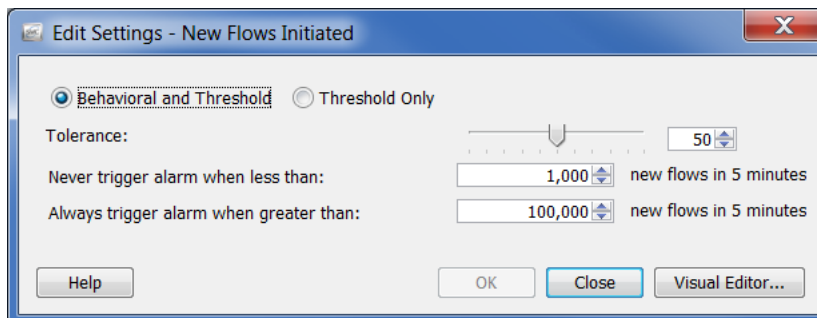 Edit Settings - New Flows Initiated
Behavioral and Threshold Threshold Only
Tolerance: 50
Never trigger alarm when less than: 1,000 new flows in 5 minutes
Always trigger alarm when greater than: 100,000 new flows in 5 minutes
Help OK Close Visual Editor...